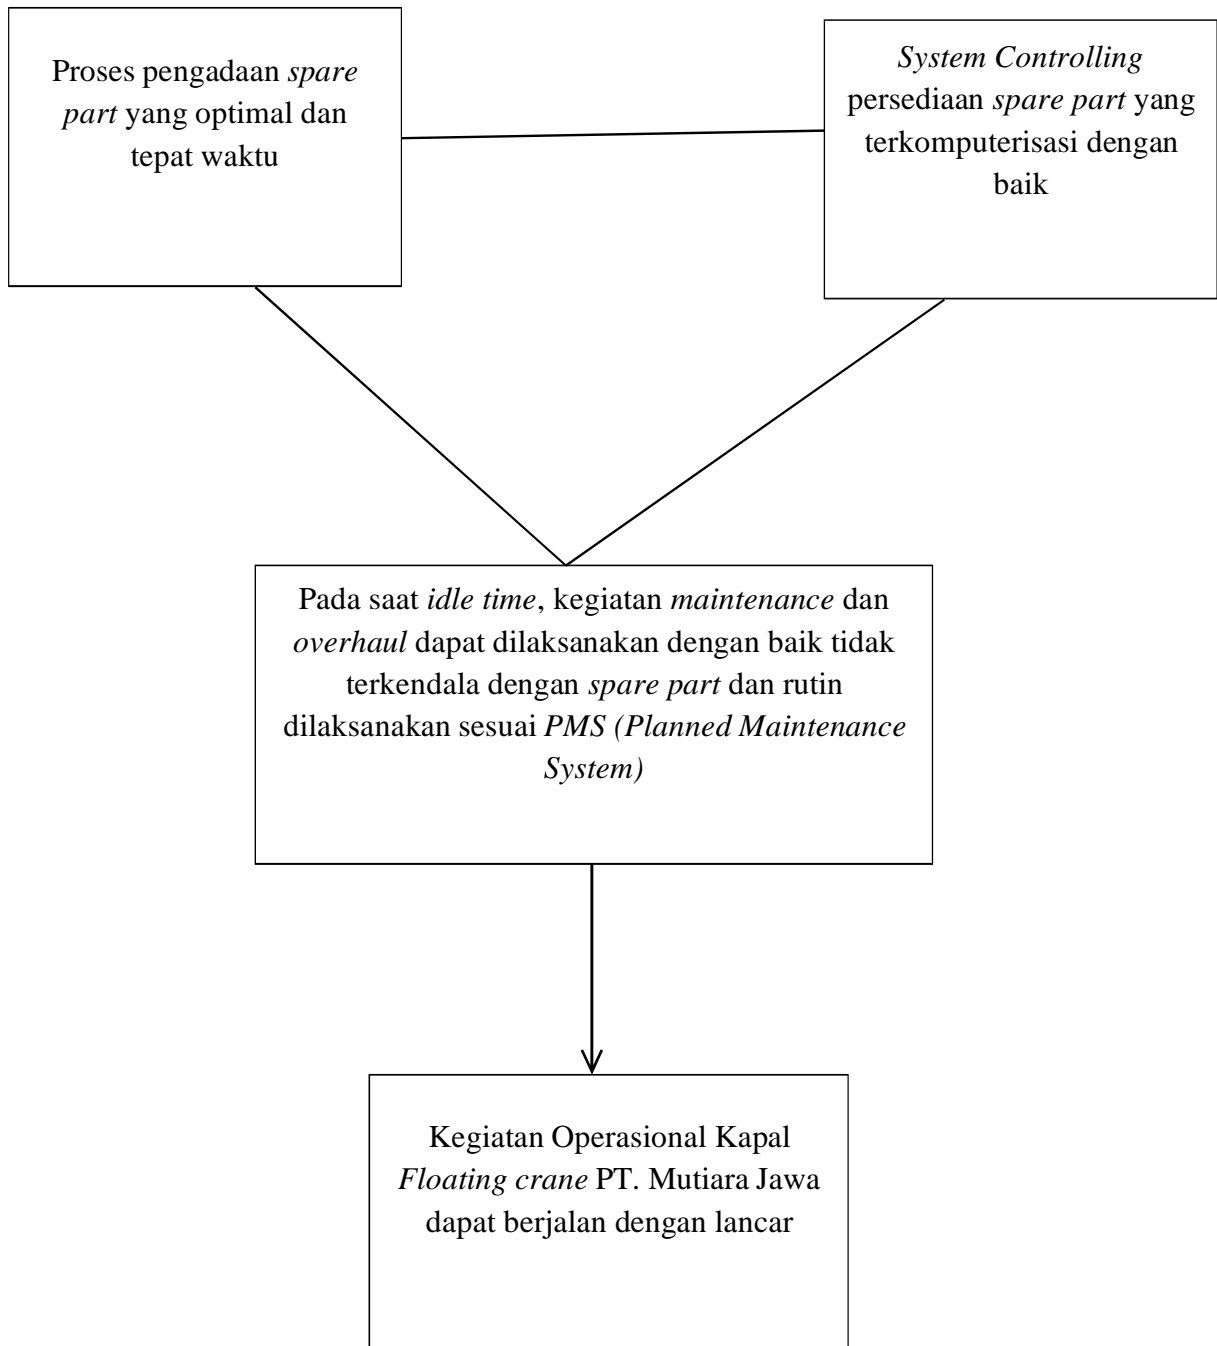 Proses pengadaan spare
part yang optimal dan
tepat waktu
System Controlling
persediaan spare part yang
terkomputerisasi dengan
baik
Pada saat idle time, kegiatan maintenance dan
overhaul dapat dilaksanakan dengan baik tidak
terkendala dengan spare part dan rutin
dilaksanakan sesuai PMS (Planned Maintenance
System)
Kegiatan Operasional Kapal
Floating crane PT. Mutiara Jawa
dapat berjalan dengan lancar